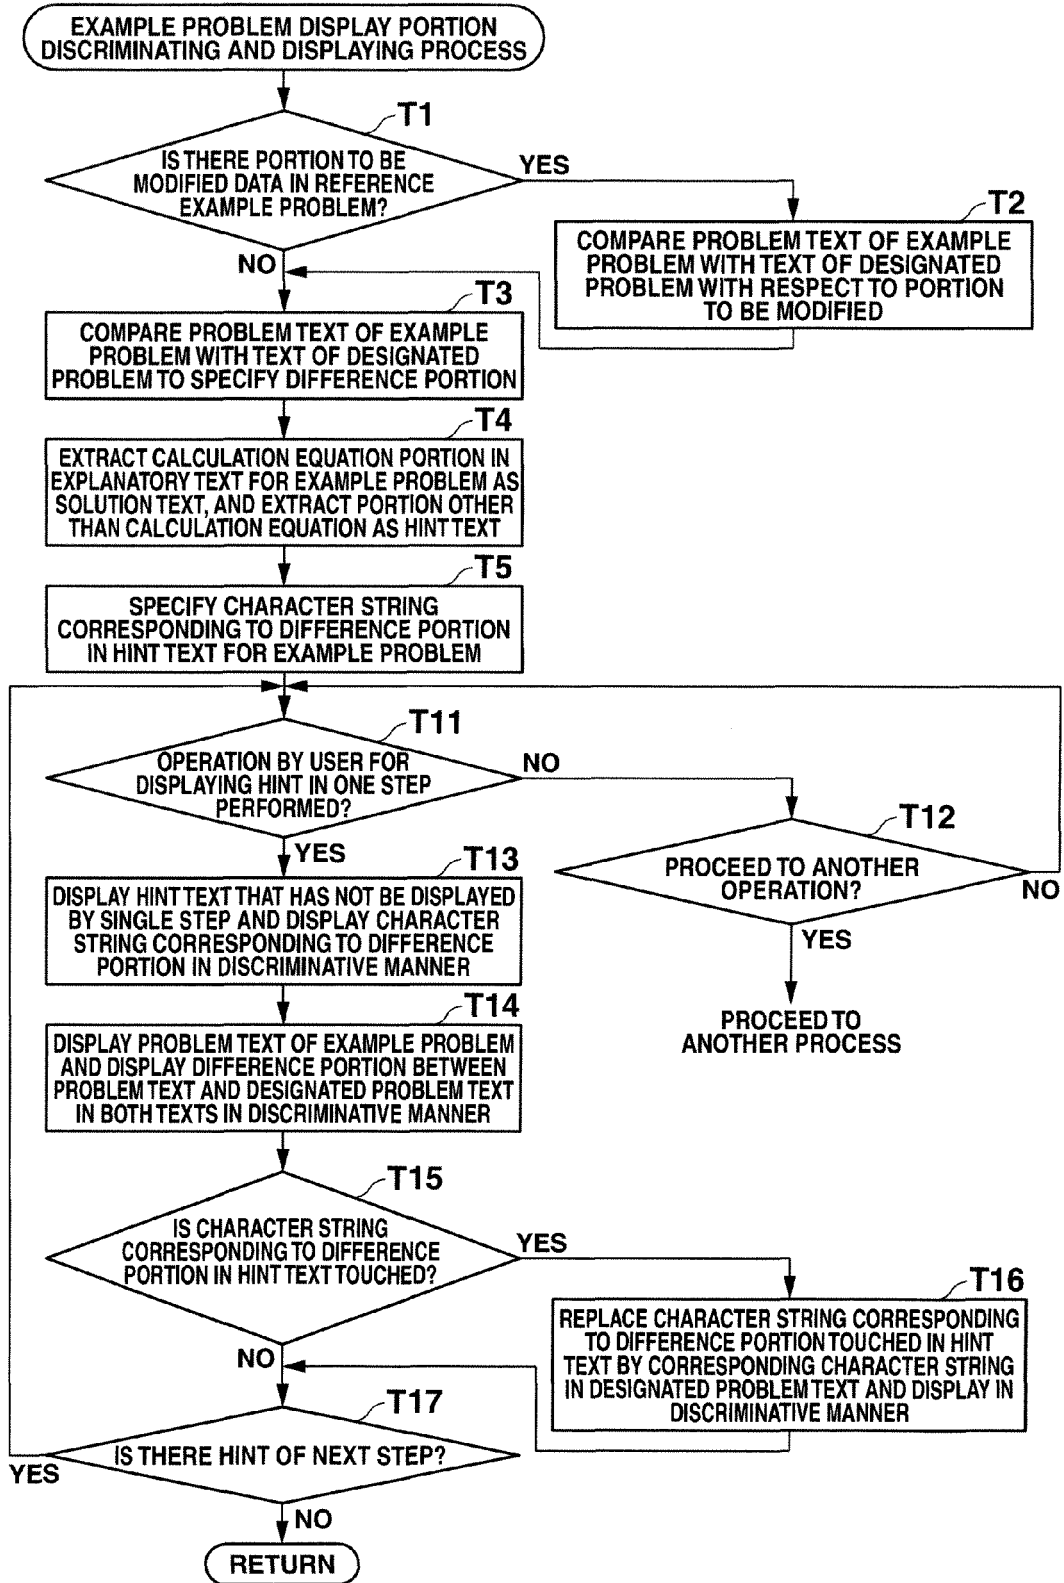 EXAMPLE PROBLEM DISPLAY PORTION
DISCRIMINATING AND DISPLAYING PROCESS
T1
IS THERE PORTION TO BE
MODIFIED DATA IN REFERENCE
EXAMPLE PROBLEM?
YES
NO
T2
COMPARE PROBLEM TEXT OF EXAMPLE
PROBLEM WITH TEXT OF DESIGNATED
PROBLEM WITH RESPECT TO PORTION
TO BE MODIFIED
T3
COMPARE PROBLEM TEXT OF EXAMPLE
PROBLEM WITH TEXT OF DESIGNATED
PROBLEM TO SPECIFY DIFFERENCE PORTION
T4
EXTRACT CALCULATION EQUATION PORTION IN
EXPLANATORY TEXT FOR EXAMPLE PROBLEM AS
SOLUTION TEXT, AND EXTRACT PORTION OTHER
THAN CALCULATION EQUATION AS HINT TEXT
T5
SPECIFY CHARACTER STRING
CORRESPONDING TO DIFFERENCE PORTION
IN HINT TEXT FOR EXAMPLE PROBLEM
T11
OPERATION BY USER FOR
DISPLAYING HINT IN ONE STEP
PERFORMED?
NO
YES
T12
PROCEED TO ANOTHER
OPERATION?
NO
YES
PROCEED TO
ANOTHER PROCESS
T13
DISPLAY HINT TEXT THAT HAS NOT BE DISPLAYED
BY SINGLE STEP AND DISPLAY CHARACTER
STRING CORRESPONDING TO DIFFERENCE
PORTION IN DISCRIMINATIVE MANNER
T14
DISPLAY PROBLEM TEXT OF EXAMPLE PROBLEM
AND DISPLAY DIFFERENCE PORTION BETWEEN
PROBLEM TEXT AND DESIGNATED PROBLEM TEXT
IN BOTH TEXTS IN DISCRIMINATIVE MANNER
T15
IS CHARACTER STRING
CORRESPONDING TO DIFFERENCE
PORTION IN HINT TEXT TOUCHED?
YES
NO
T16
REPLACE CHARACTER STRING CORRESPONDING
TO DIFFERENCE PORTION TOUCHED IN HINT
TEXT BY CORRESPONDING CHARACTER STRING
IN DESIGNATED PROBLEM TEXT AND DISPLAY IN
DISCRIMINATIVE MANNER
T17
IS THERE HINT OF NEXT STEP?
YES
NO
RETURN